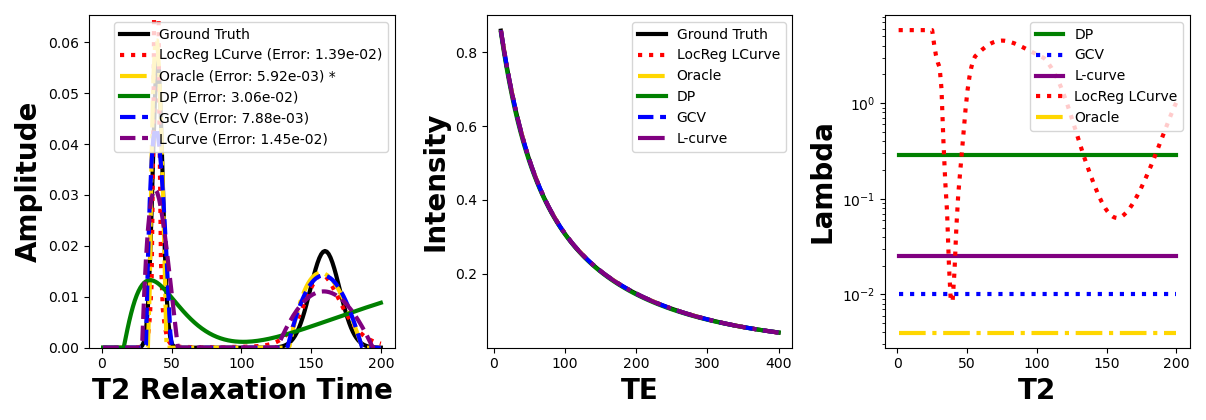 Amplitude
0.06
0.05
0.04
0.03
0.02
0.01
0.00
Ground Truth
LocReg LCurve (Error: 1.39e-02)
Oracle (Error: 5.92e-03) *
DP (Error: 3.06e-02)
GCV (Error: 7.88e-03)
LCurve (Error: 1.45e-02)
0 50 100 150 200
T2 Relaxation Time
Intensity
0.8
0.6
0.4
0.2
Ground Truth
LocReg LCurve
Oracle
DP
GCV
L-curve
0 100 200 300 400
TE
Lambda
10⁰
10⁻¹
10⁻²
DP
GCV
L-curve
LocReg LCurve
Oracle
0 50 100 150 200
T2